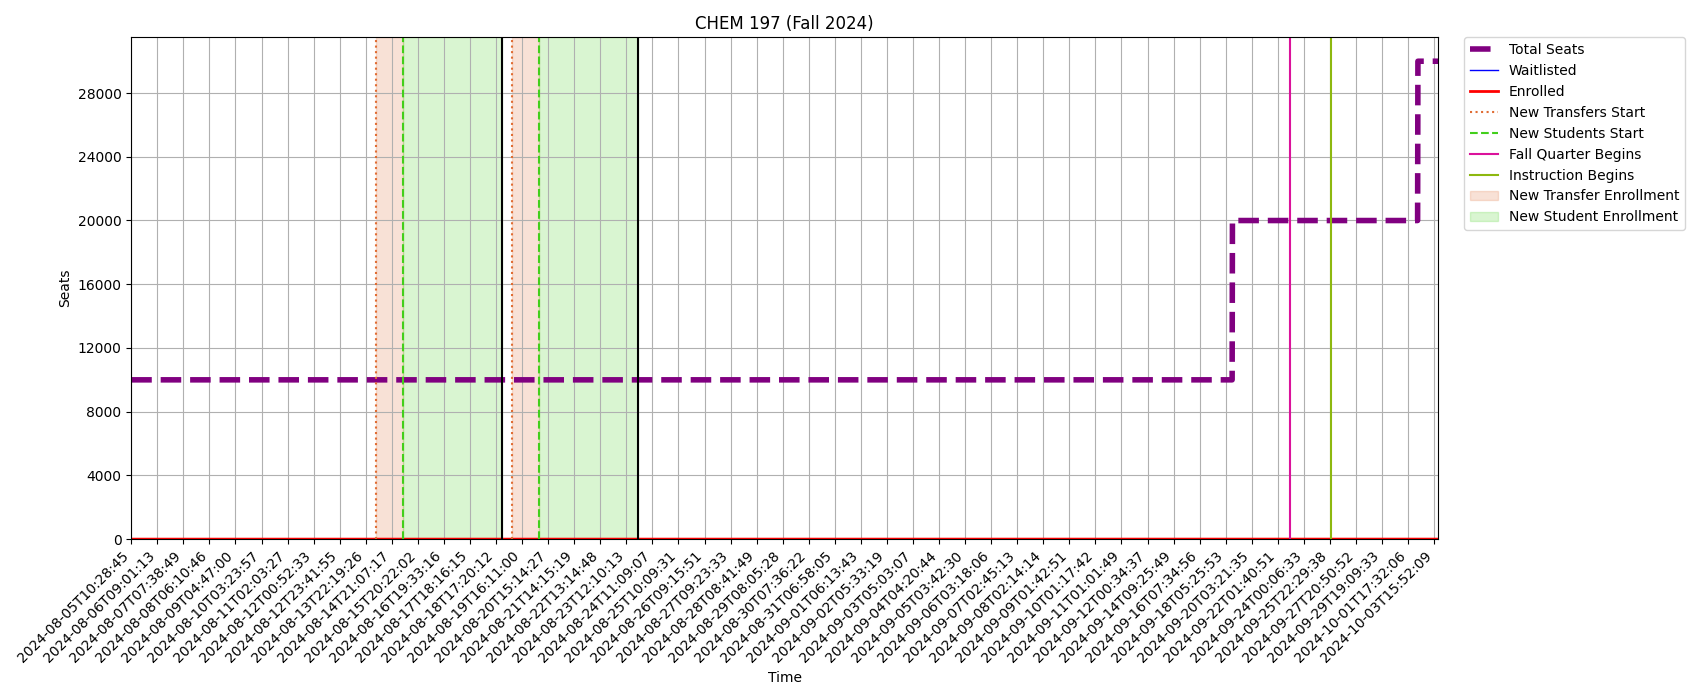 CHEM 197 (Fall 2024)
Total Seats
Waitlisted
Enrolled
New Transfers Start
New Students Start
Fall Quarter Begins
Instruction Begins
New Transfer Enrollment
New Student Enrollment
Seats
28000
24000
20000
16000
12000
8000
4000
0
2024-08-05T10:28:45
2024-08-06T09:01:13
2024-08-07T07:38:49
2024-08-08T06:10:46
2024-08-09T04:47:00
2024-08-10T03:23:57
2024-08-11T02:03:27
2024-08-12T00:52:33
2024-08-12T23:41:55
2024-08-13T22:19:26
2024-08-14T21:07:17
2024-08-15T20:22:02
2024-08-16T19:33:16
2024-08-17T18:16:15
2024-08-18T17:20:12
2024-08-19T16:11:00
2024-08-20T15:14:27
2024-08-21T14:15:19
2024-08-22T13:14:48
2024-08-23T12:10:13
2024-08-24T11:09:07
2024-08-25T10:09:31
2024-08-26T09:15:51
2024-08-27T09:23:33
2024-08-28T08:41:49
2024-08-29T08:05:28
2024-08-30T07:36:22
2024-08-31T06:58:05
2024-09-01T06:13:43
2024-09-02T05:33:19
2024-09-03T05:03:07
2024-09-04T04:20:44
2024-09-05T03:42:30
2024-09-06T03:18:06
2024-09-07T02:45:13
2024-09-08T02:14:14
2024-09-09T01:42:51
2024-09-10T01:17:42
2024-09-11T01:01:49
2024-09-12T00:34:37
2024-09-14T09:25:49
2024-09-16T07:34:56
2024-09-18T05:25:53
2024-09-20T03:21:35
2024-09-22T01:40:51
2024-09-24T00:06:33
2024-09-25T22:29:38
2024-09-27T20:50:52
2024-09-29T19:09:33
2024-10-01T17:32:06
2024-10-03T15:52:09
Time